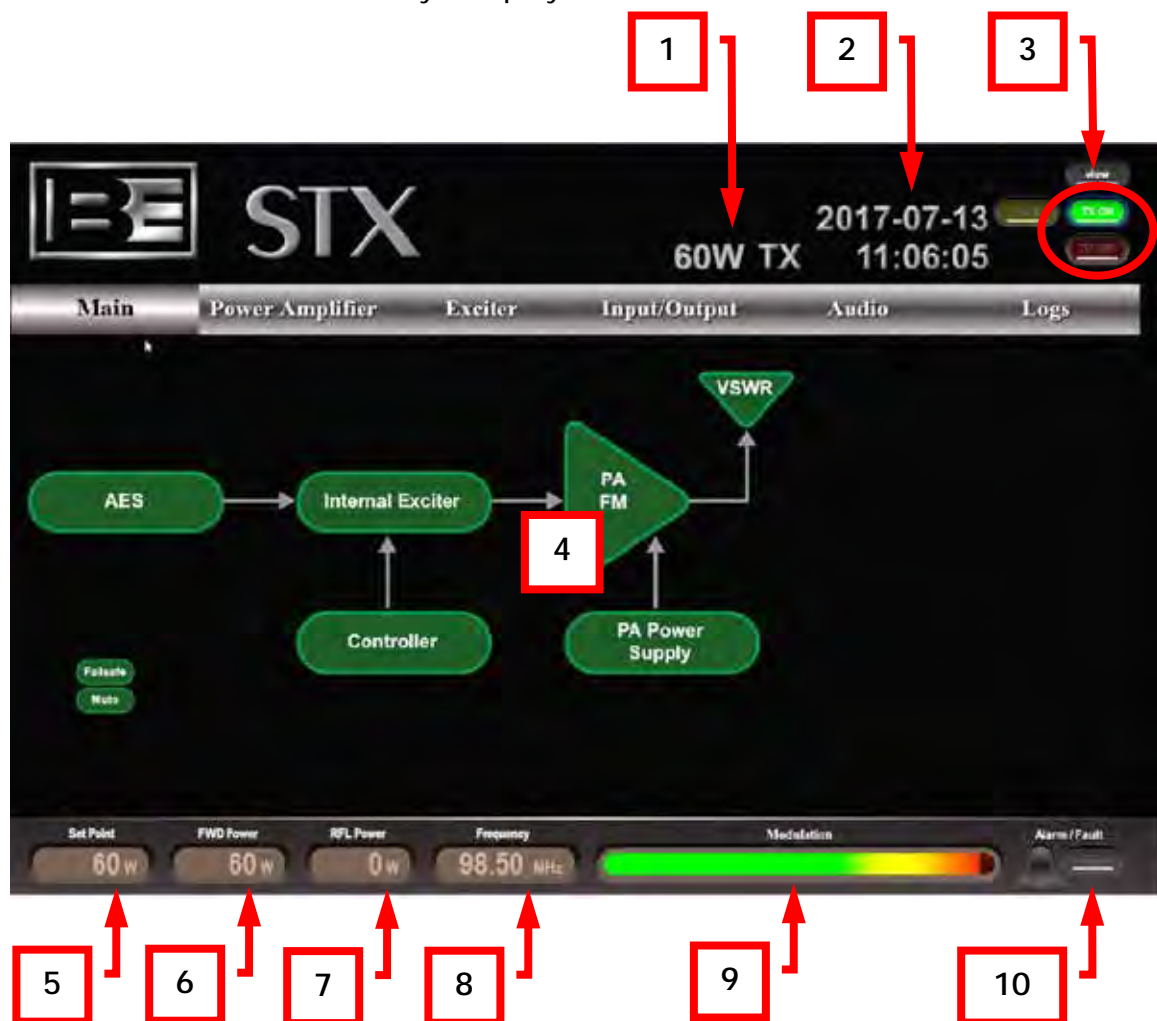 1 2 3
BE STX
view
2017-07-13
TX ON
60W TX 11:06:05
Main Power Amplifier Exciter Input/Output Audio Logs
VSWR
AES Internal Exciter PA FM
4
Controller PA Power Supply
Failsafe
Mute
Set Point FWD Power RFL Power Frequency Modulation Alarm / Fault
60 W 60 W 0 W 98.50 MHz
5 6 7 8 9 10